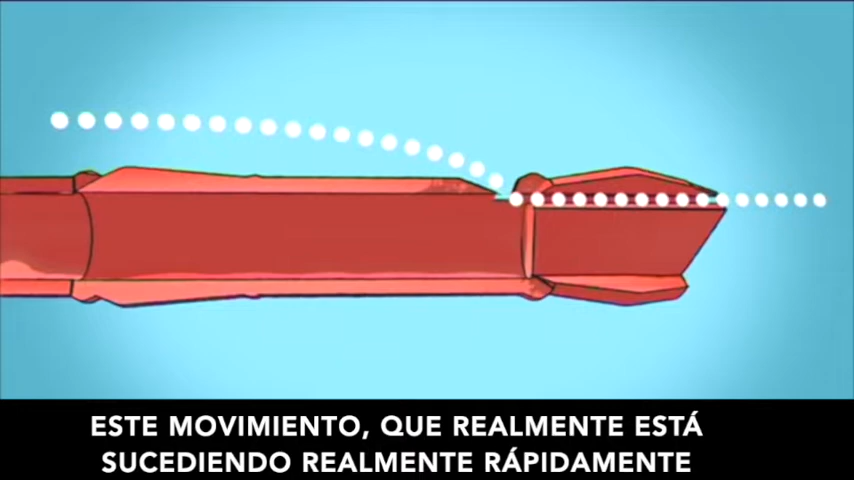 ESTE MOVIMIENTO, QUE REALMENTE ESTÁ
SUCEDIENDO REALMENTE RÁPIDAMENTE